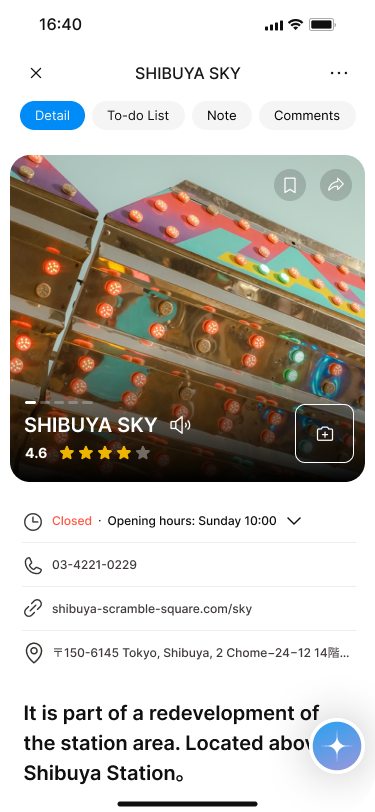 16:40
SHIBUYA SKY
Detail
To-do List
Note
Comments
SHIBUYA SKY
4.6
Closed · Opening hours: Sunday 10:00
03-4221-0229
shibuya-scramble-square.com/sky
〒150-6145 Tokyo, Shibuya, 2 Chome−24−12 14階...
It is part of a redevelopment of
the station area. Located
Shibuya Station。